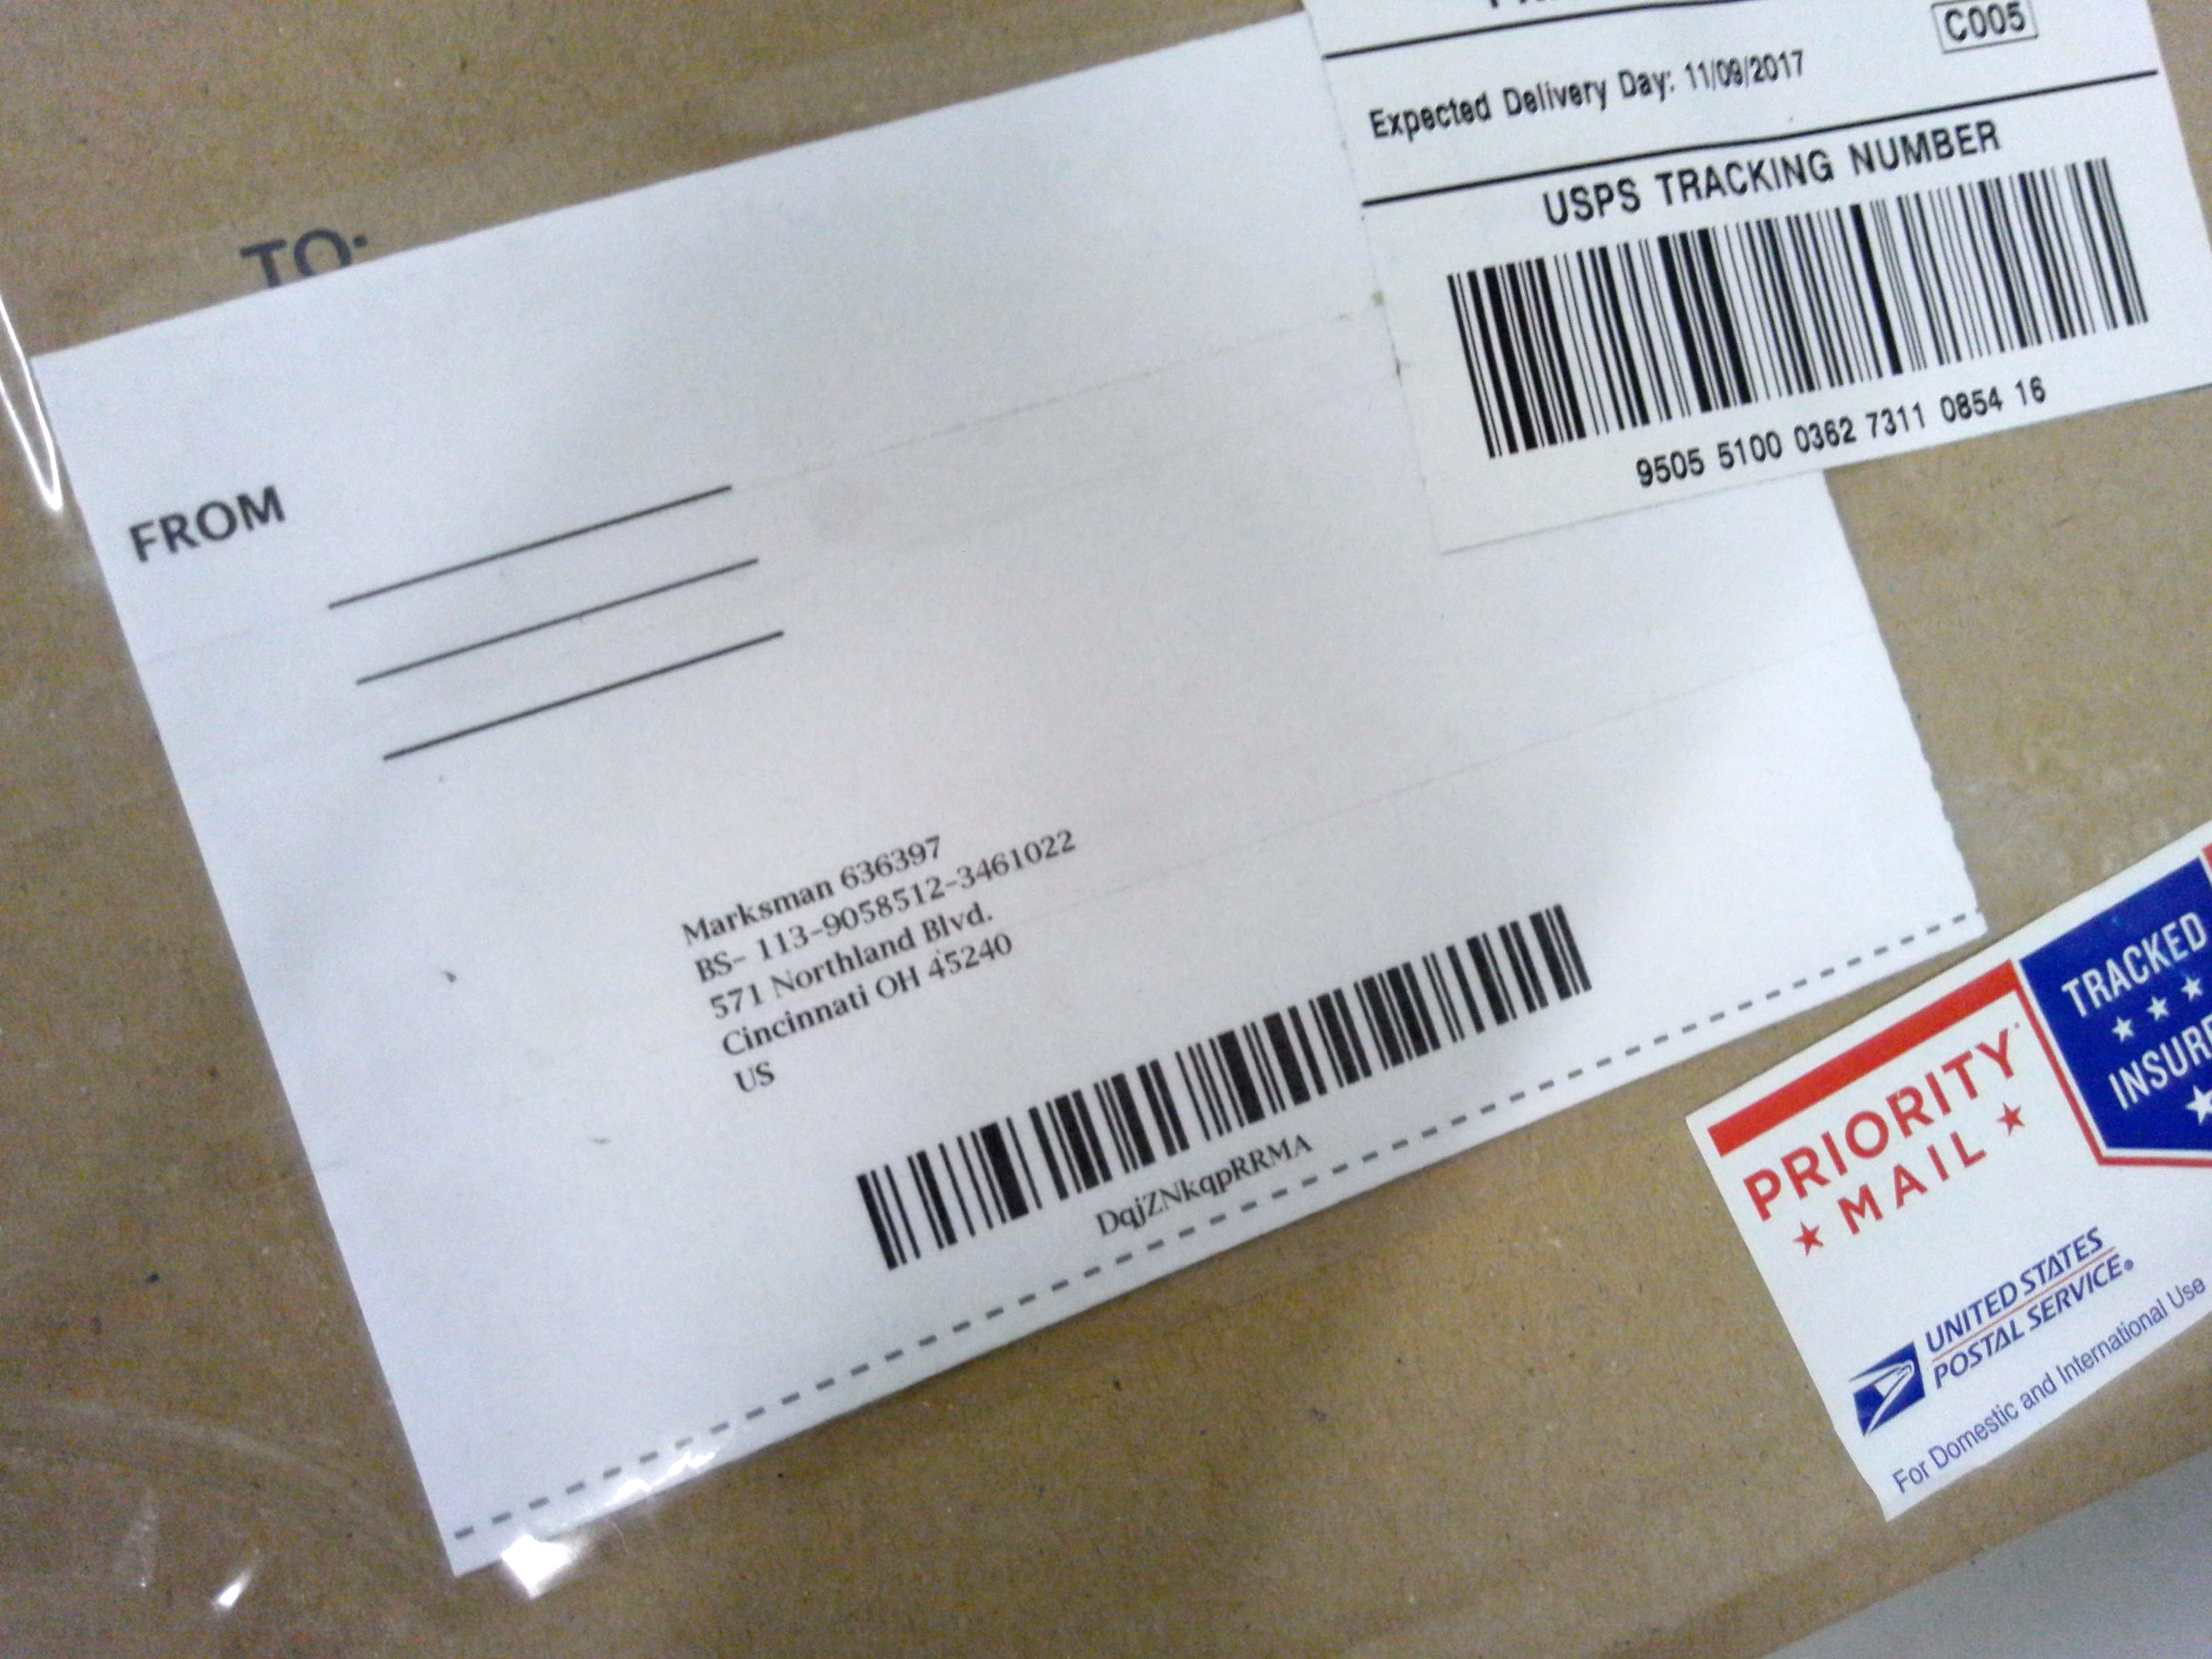 C005
Expected Delivery Day: 11/09/2017
USPS TRACKING NUMBER
9505 5100 0362 7311 0854 16
TO:
FROM
Marksman 636397
BS- 113-9058512-3461022
571 Northland Blvd.
Cincinnati OH 45240
US
DqjZNkqpRRMA
TRACKED
PRIORITY
MAIL
UNITED STATES
POSTAL SERVICE®
For Domestic and International Use